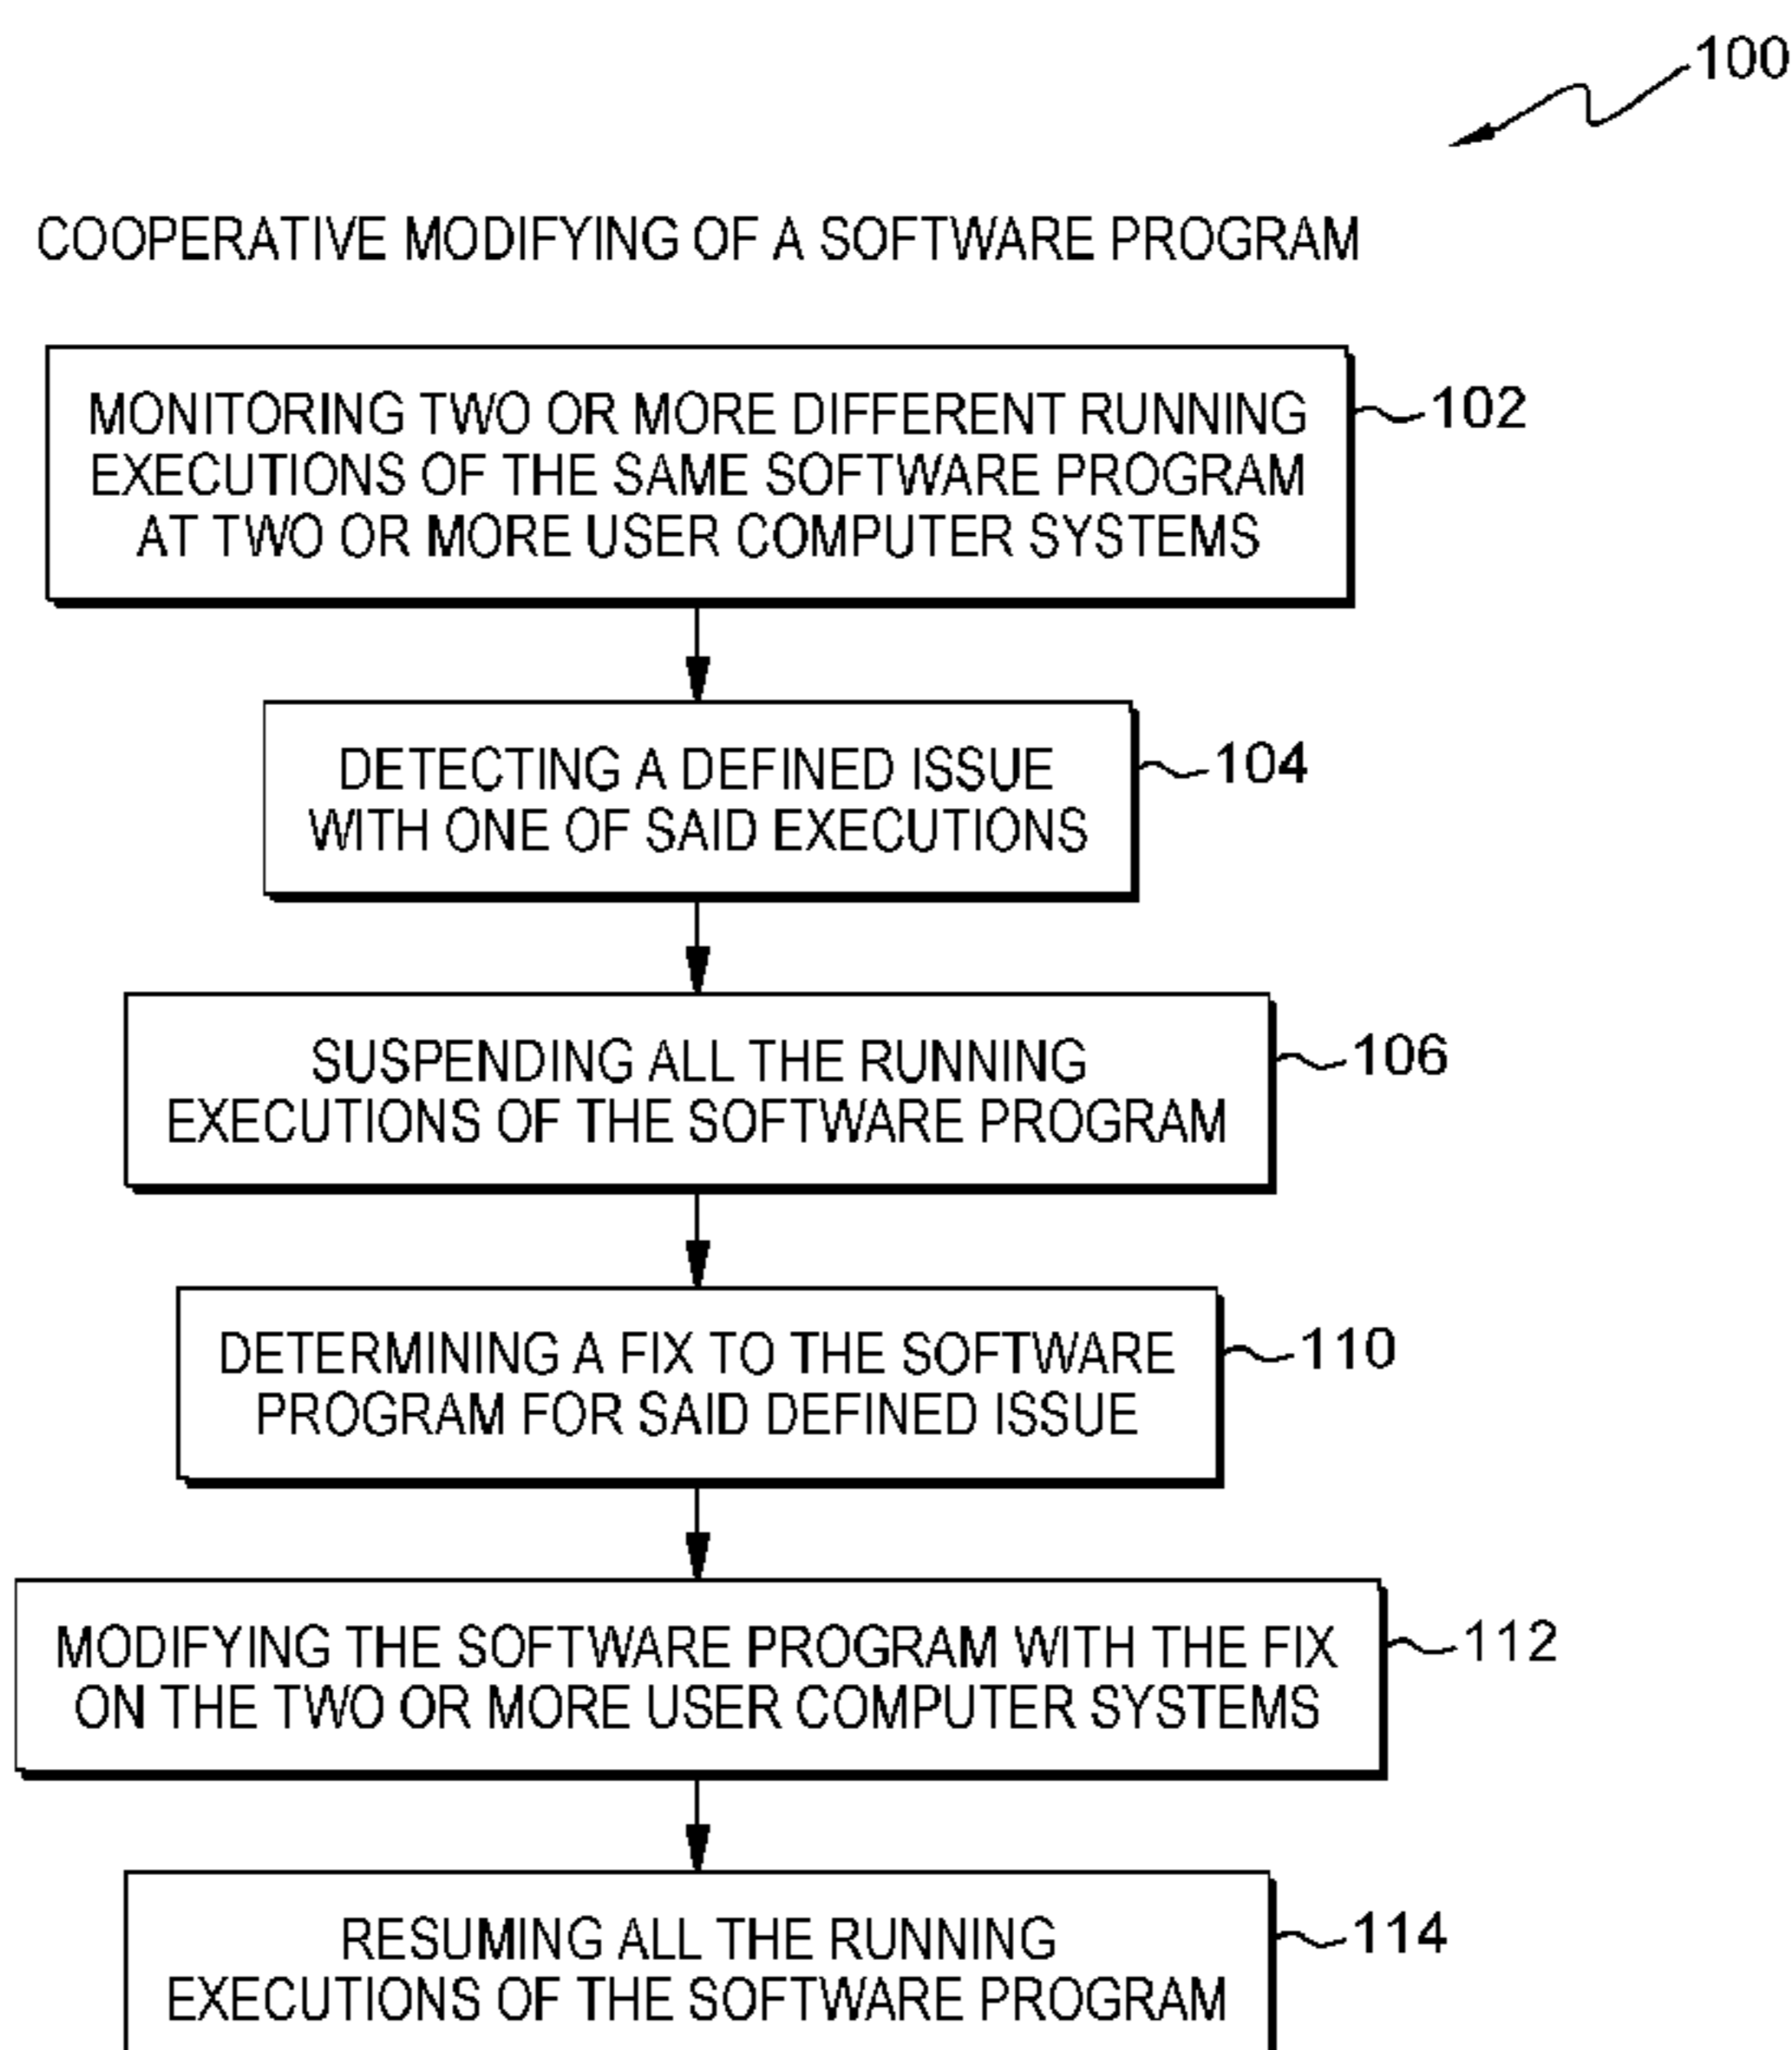 100
COOPERATIVE MODIFYING OF A SOFTWARE PROGRAM
MONITORING TWO OR MORE DIFFERENT RUNNING
EXECUTIONS OF THE SAME SOFTWARE PROGRAM
AT TWO OR MORE USER COMPUTER SYSTEMS
102
DETECTING A DEFINED ISSUE
WITH ONE OF SAID EXECUTIONS
104
SUSPENDING ALL THE RUNNING
EXECUTIONS OF THE SOFTWARE PROGRAM
106
DETERMINING A FIX TO THE SOFTWARE
PROGRAM FOR SAID DEFINED ISSUE
110
MODIFYING THE SOFTWARE PROGRAM WITH THE FIX
ON THE TWO OR MORE USER COMPUTER SYSTEMS
112
RESUMING ALL THE RUNNING
EXECUTIONS OF THE SOFTWARE PROGRAM
114